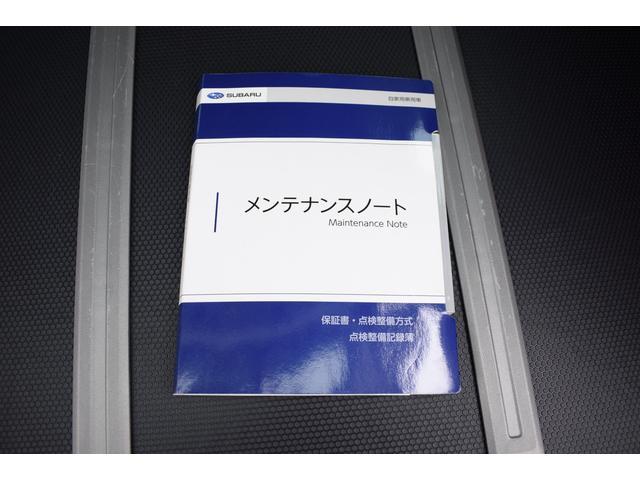 SUBARU
自家用乗用車
メンテナンスノート
Maintenance Note
保証書・点検整備方式
点検整備記録簿